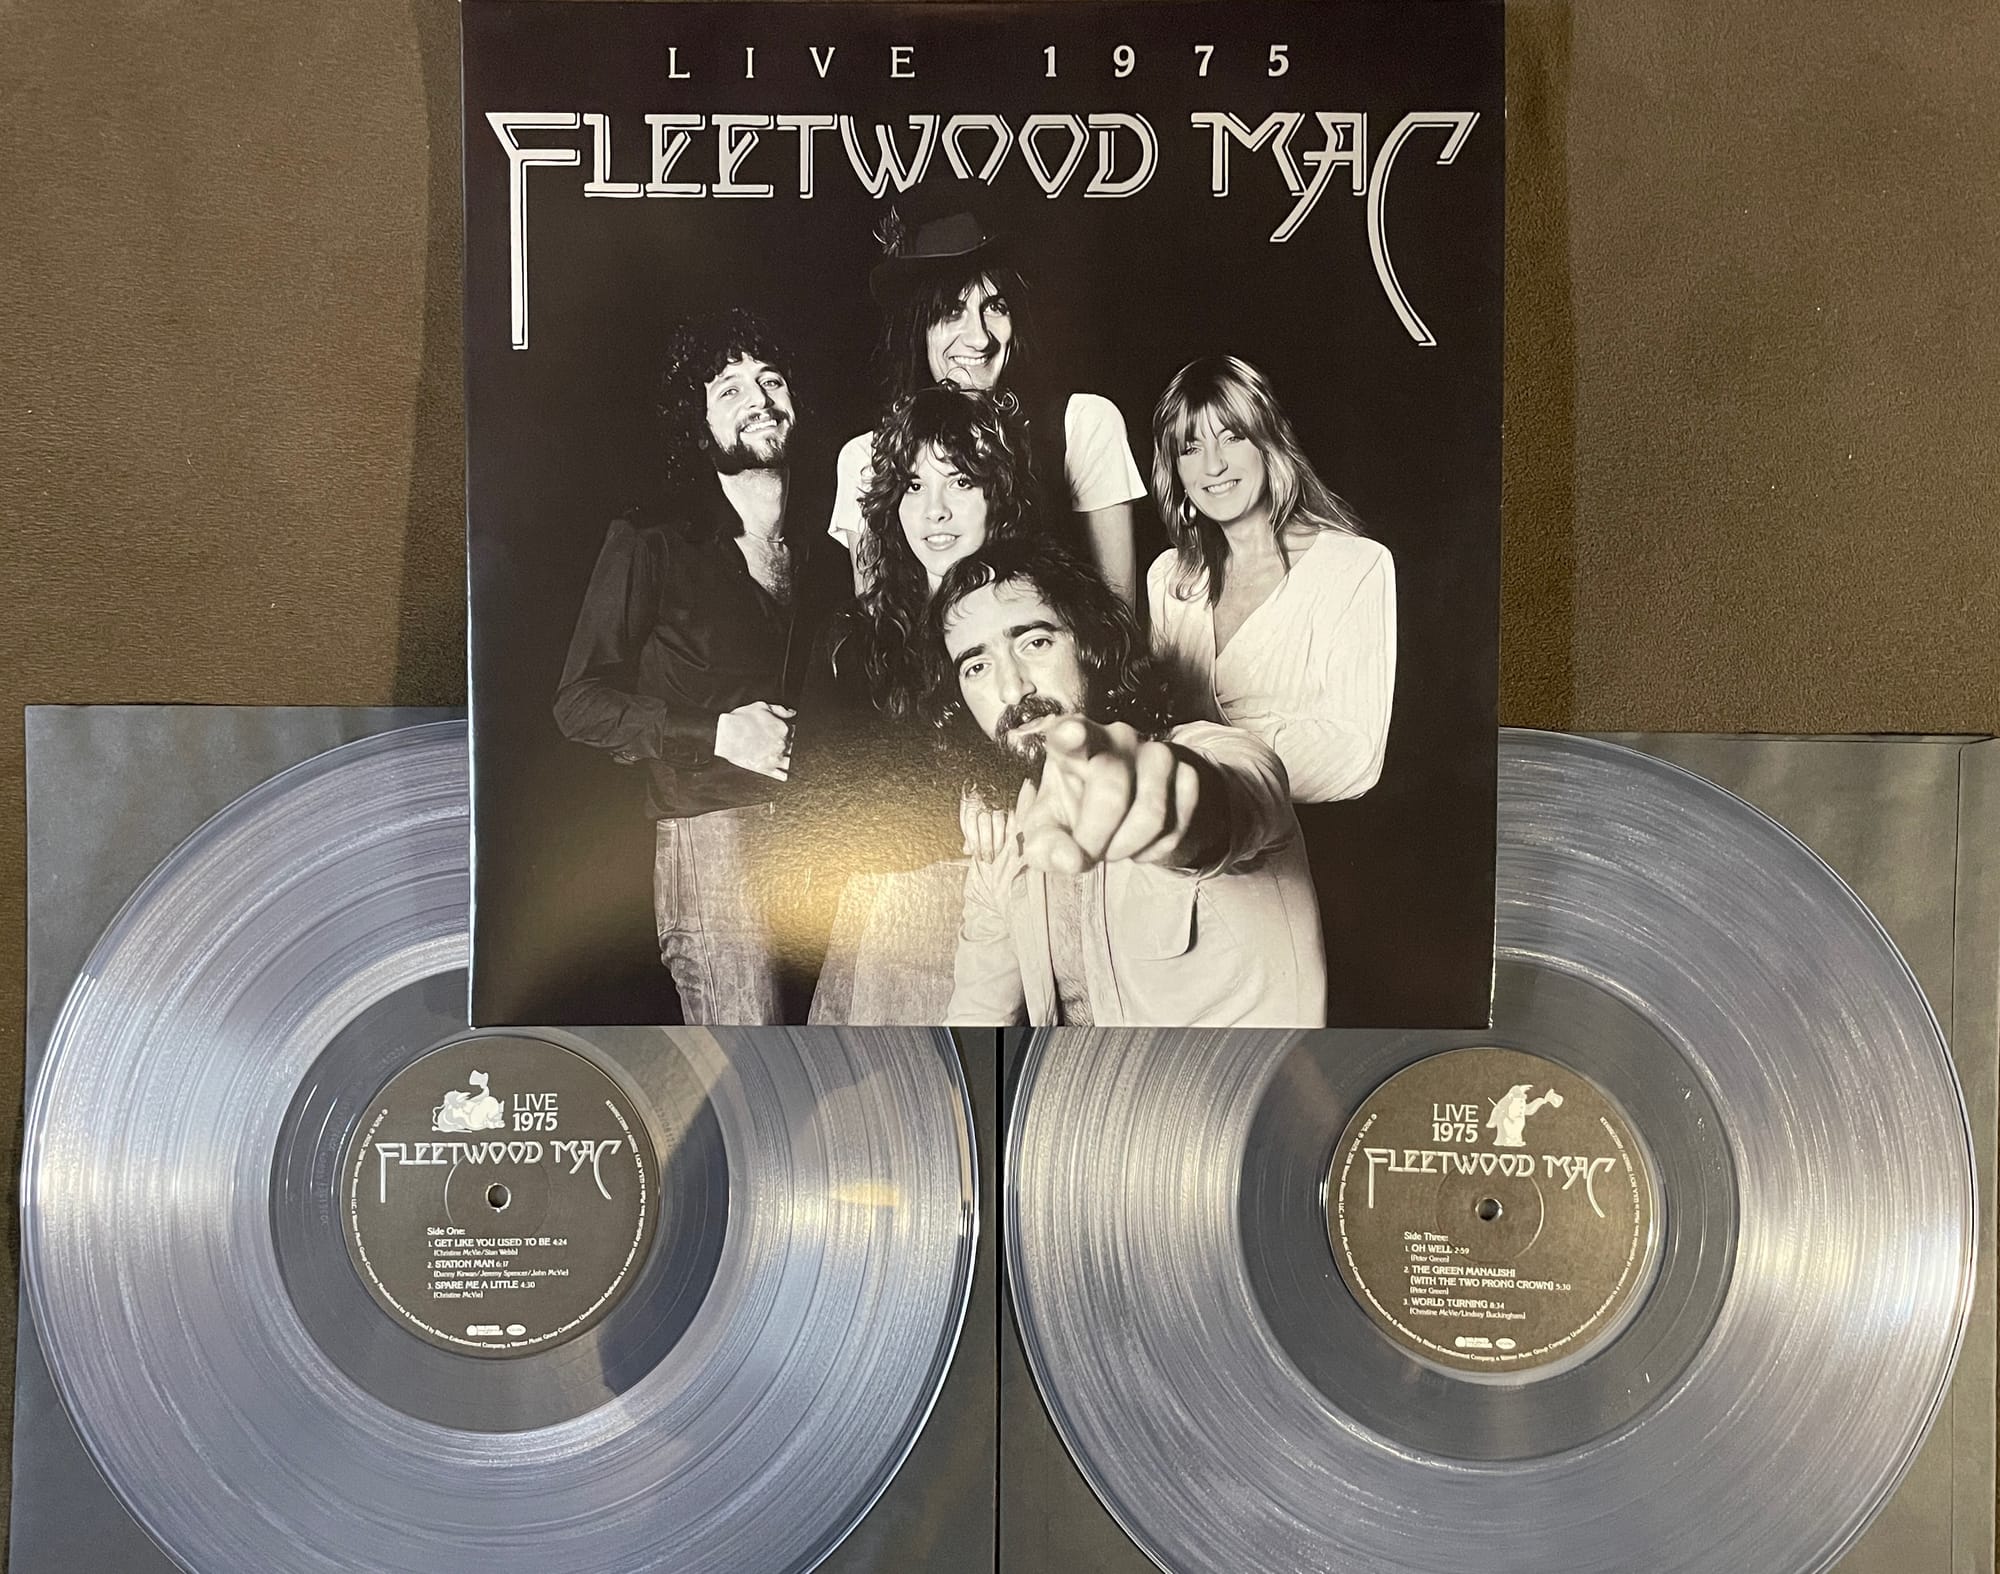 LIVE 1975
FLEETWOOD MAC
LIVE
1975
FLEETWOOD MAC
Side One:
1. GET LIKE YOU USED TO BE 4:24
(Christine McVie/Stan Webb)
2. STATION MAN 6:17
(Danny Kirwan/Jeremy Spencer/John McVie)
3. SPARE ME A LITTLE 4:30
(Christine McVie)
LIVE
1975
FLEETWOOD MAC
Side Three:
1. OH WELL 2:59
(Peter Green)
2. THE GREEN MANALISHI
(WITH THE TWO PRONG CROWN) 5:30
(Peter Green)
3. WORLD TURNING 8:34
(Christine McVie/Lindsey Buckingham)